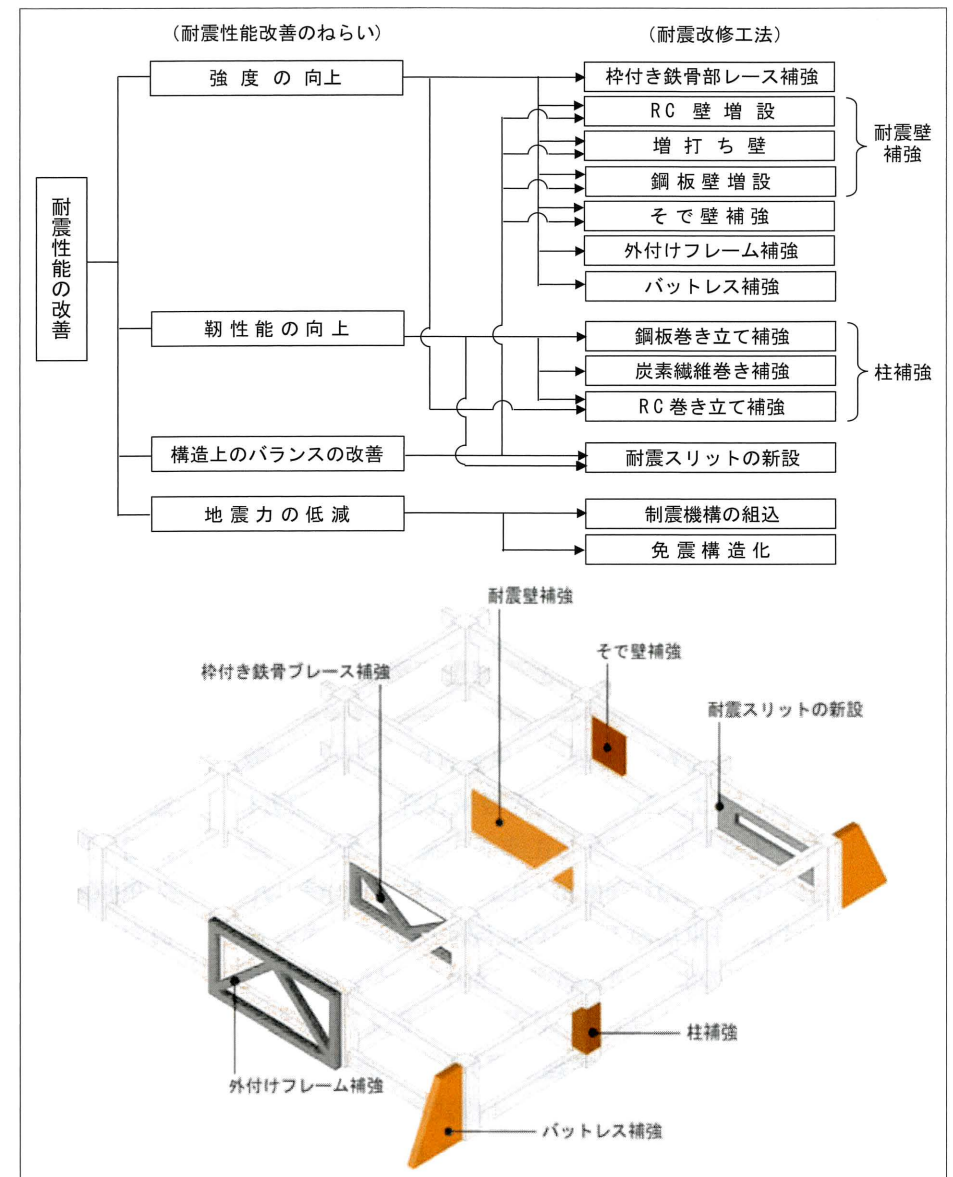 (耐震性能改善のねらい)
(耐震改修工法)
強度の向上
枠付き鉄骨部レース補強
RC壁増設
増打ち壁
鋼板壁増設
耐震壁
補強
そで壁補強
外付けフレーム補強
バットレス補強
耐震性能の改善
靭性能の向上
鋼板巻き立て補強
炭素繊維巻き補強
RC巻き立て補強
柱補強
構造上のバランスの改善
耐震スリットの新設
地震力の低減
制震機構の組込
免震構造化
耐震壁補強
そで壁補強
枠付き鉄骨ブレース補強
耐震スリットの新設
柱補強
外付けフレーム補強
バットレス補強